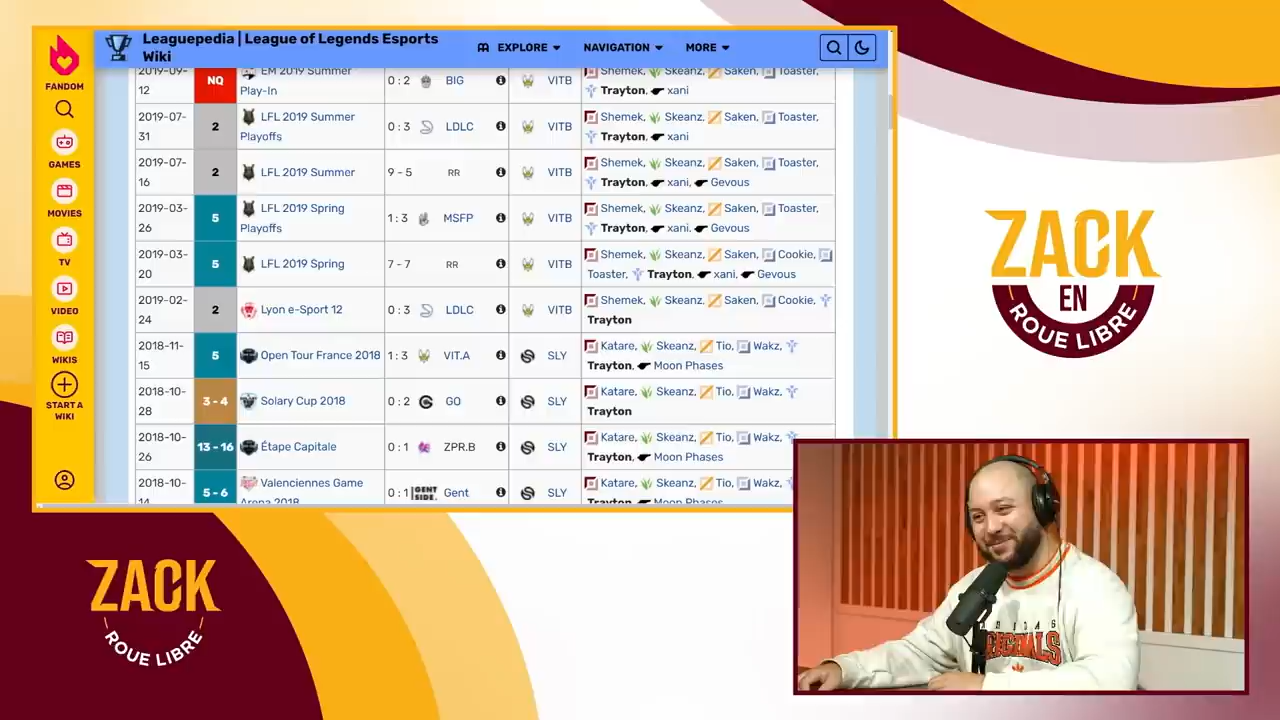 FANDOM
GAMES
MOVIES
TV
VIDEO
WIKIS
START A
WIKI
Leaguepedia | League of Legends Esports
Wiki
EXPLORE
NAVIGATION
MORE
2019-09-
12
NQ
EM 2019 Summer
Play-In
0 : 2
BIG
VITB
Shemek, Skeanz, Saken, Toaster,
Trayton, xani
2019-07-
31
2
LFL 2019 Summer
Playoffs
0 : 3
LDLC
VITB
Shemek, Skeanz, Saken, Toaster,
Trayton, xani
2019-07-
16
2
LFL 2019 Summer
9 - 5
RR
VITB
Shemek, Skeanz, Saken, Toaster,
Trayton, xani, Gevous
2019-03-
26
5
LFL 2019 Spring
Playoffs
1 : 3
MSFP
VITB
Shemek, Skeanz, Saken, Toaster,
Trayton, xani, Gevous
2019-03-
20
5
LFL 2019 Spring
7 - 7
RR
VITB
Shemek, Skeanz, Saken, Cookie,
Toaster, Trayton, xani, Gevous
2019-02-
24
2
Lyon e-Sport 12
0 : 3
LDLC
VITB
Shemek, Skeanz, Saken, Cookie,
Trayton
2018-11-
15
5
Open Tour France 2018
1 : 3
VIT.A
SLY
Katare, Skeanz, Tio, Wakz,
Trayton, Moon Phases
2018-10-
28
3 - 4
Solary Cup 2018
0 : 2
GO
SLY
Katare, Skeanz, Tio, Wakz,
Trayton
2018-10-
26
13 - 16
Étape Capitale
0 : 1
ZPR.B
SLY
Katare, Skeanz, Tio, Wakz,
Trayton, Moon Phases
2018-10-
14
5 - 6
Valenciennes Game
Arena 2018
0 : 1
GENT
SIDE.
Gent
SLY
Katare, Skeanz, Tio, Wakz,
Trayton, Moon Phases
ZACK
EN
ROUE LIBRE
ZACK
ROUE LIBRE
ORIGINALS